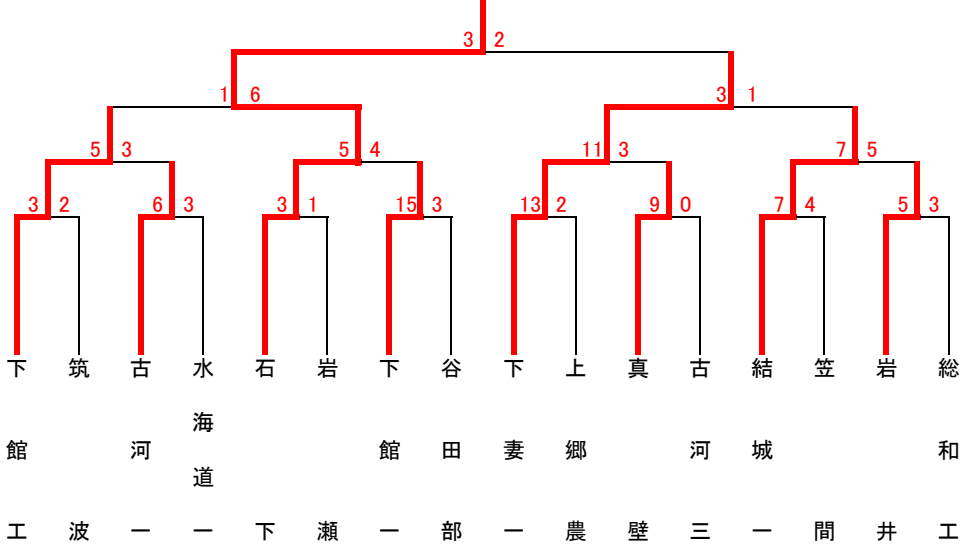 3 2
1 6 3 1
5 3 5 4 11 3 7 5
3 2 6 3 3 1 15 3 13 2 9 0 7 4 5 3
下館工
筑波
古河一
水海道一
石下
岩瀬
下館一
谷田部
下妻一
上郷農
真壁
古河三
結城一
笠間
岩井
総和工